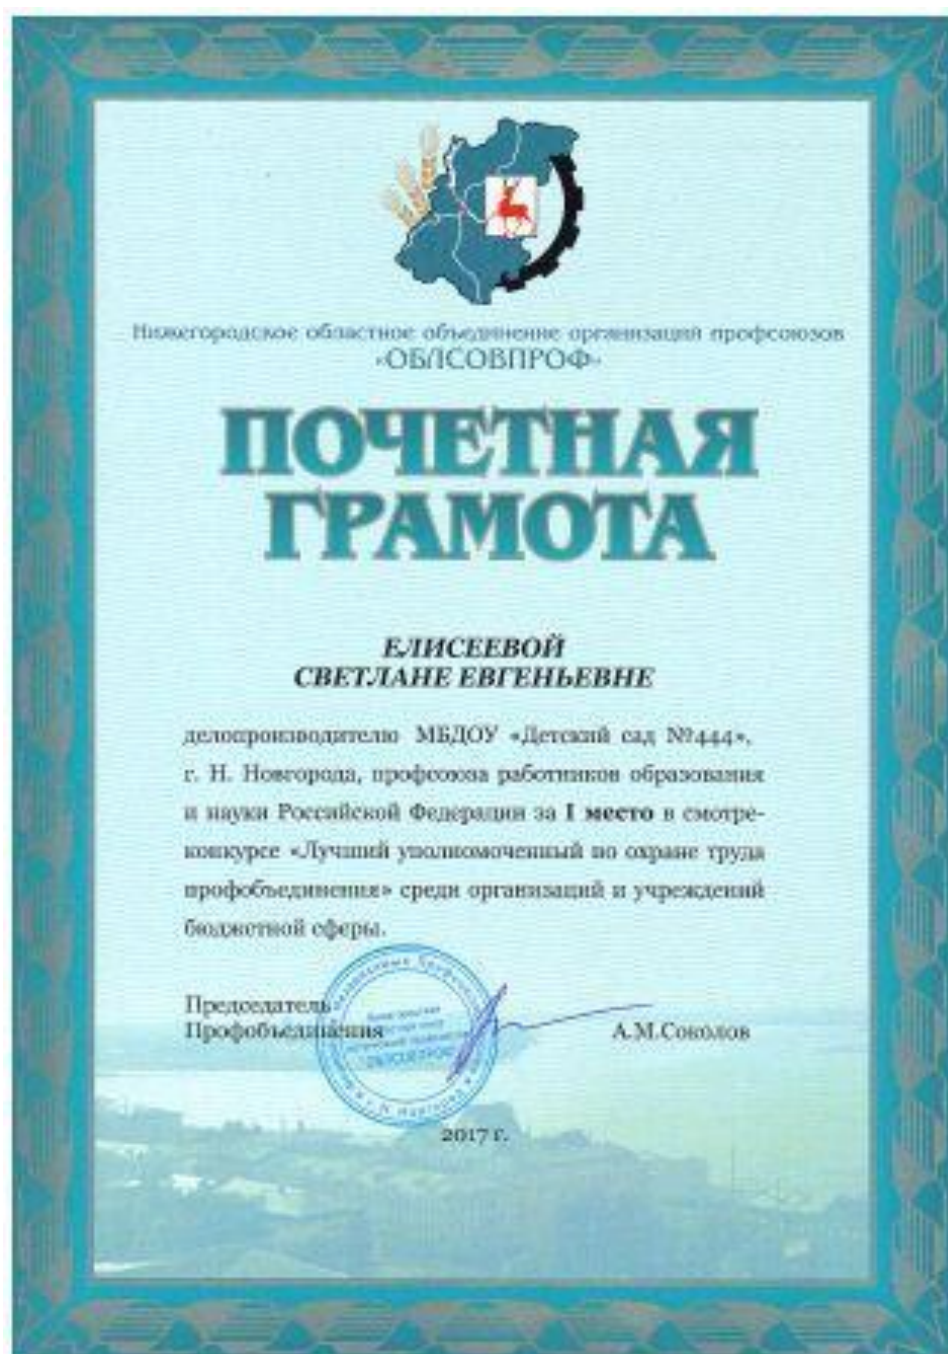 Нижегородское областное объединение организаций профсоюзов
«ОБЛСОВПРОФ»
ПОЧЕТНАЯ
ГРАМОТА
ЕЛИСЕЕВОЙ
СВЕТЛАНЕ ЕВГЕНЬЕВНЕ
делопроизводителю МБДОУ «Детский сад №444»,
г. Н. Новгорода, профсоюза работников образования
и науки Российской Федерации за I место в смотре-
конкурсе «Лучший уполномоченный по охране труда
профобъединения» среди организаций и учреждений
бюджетной сферы.
Председатель
Профобъединения А.М.Соколов
2017 г.